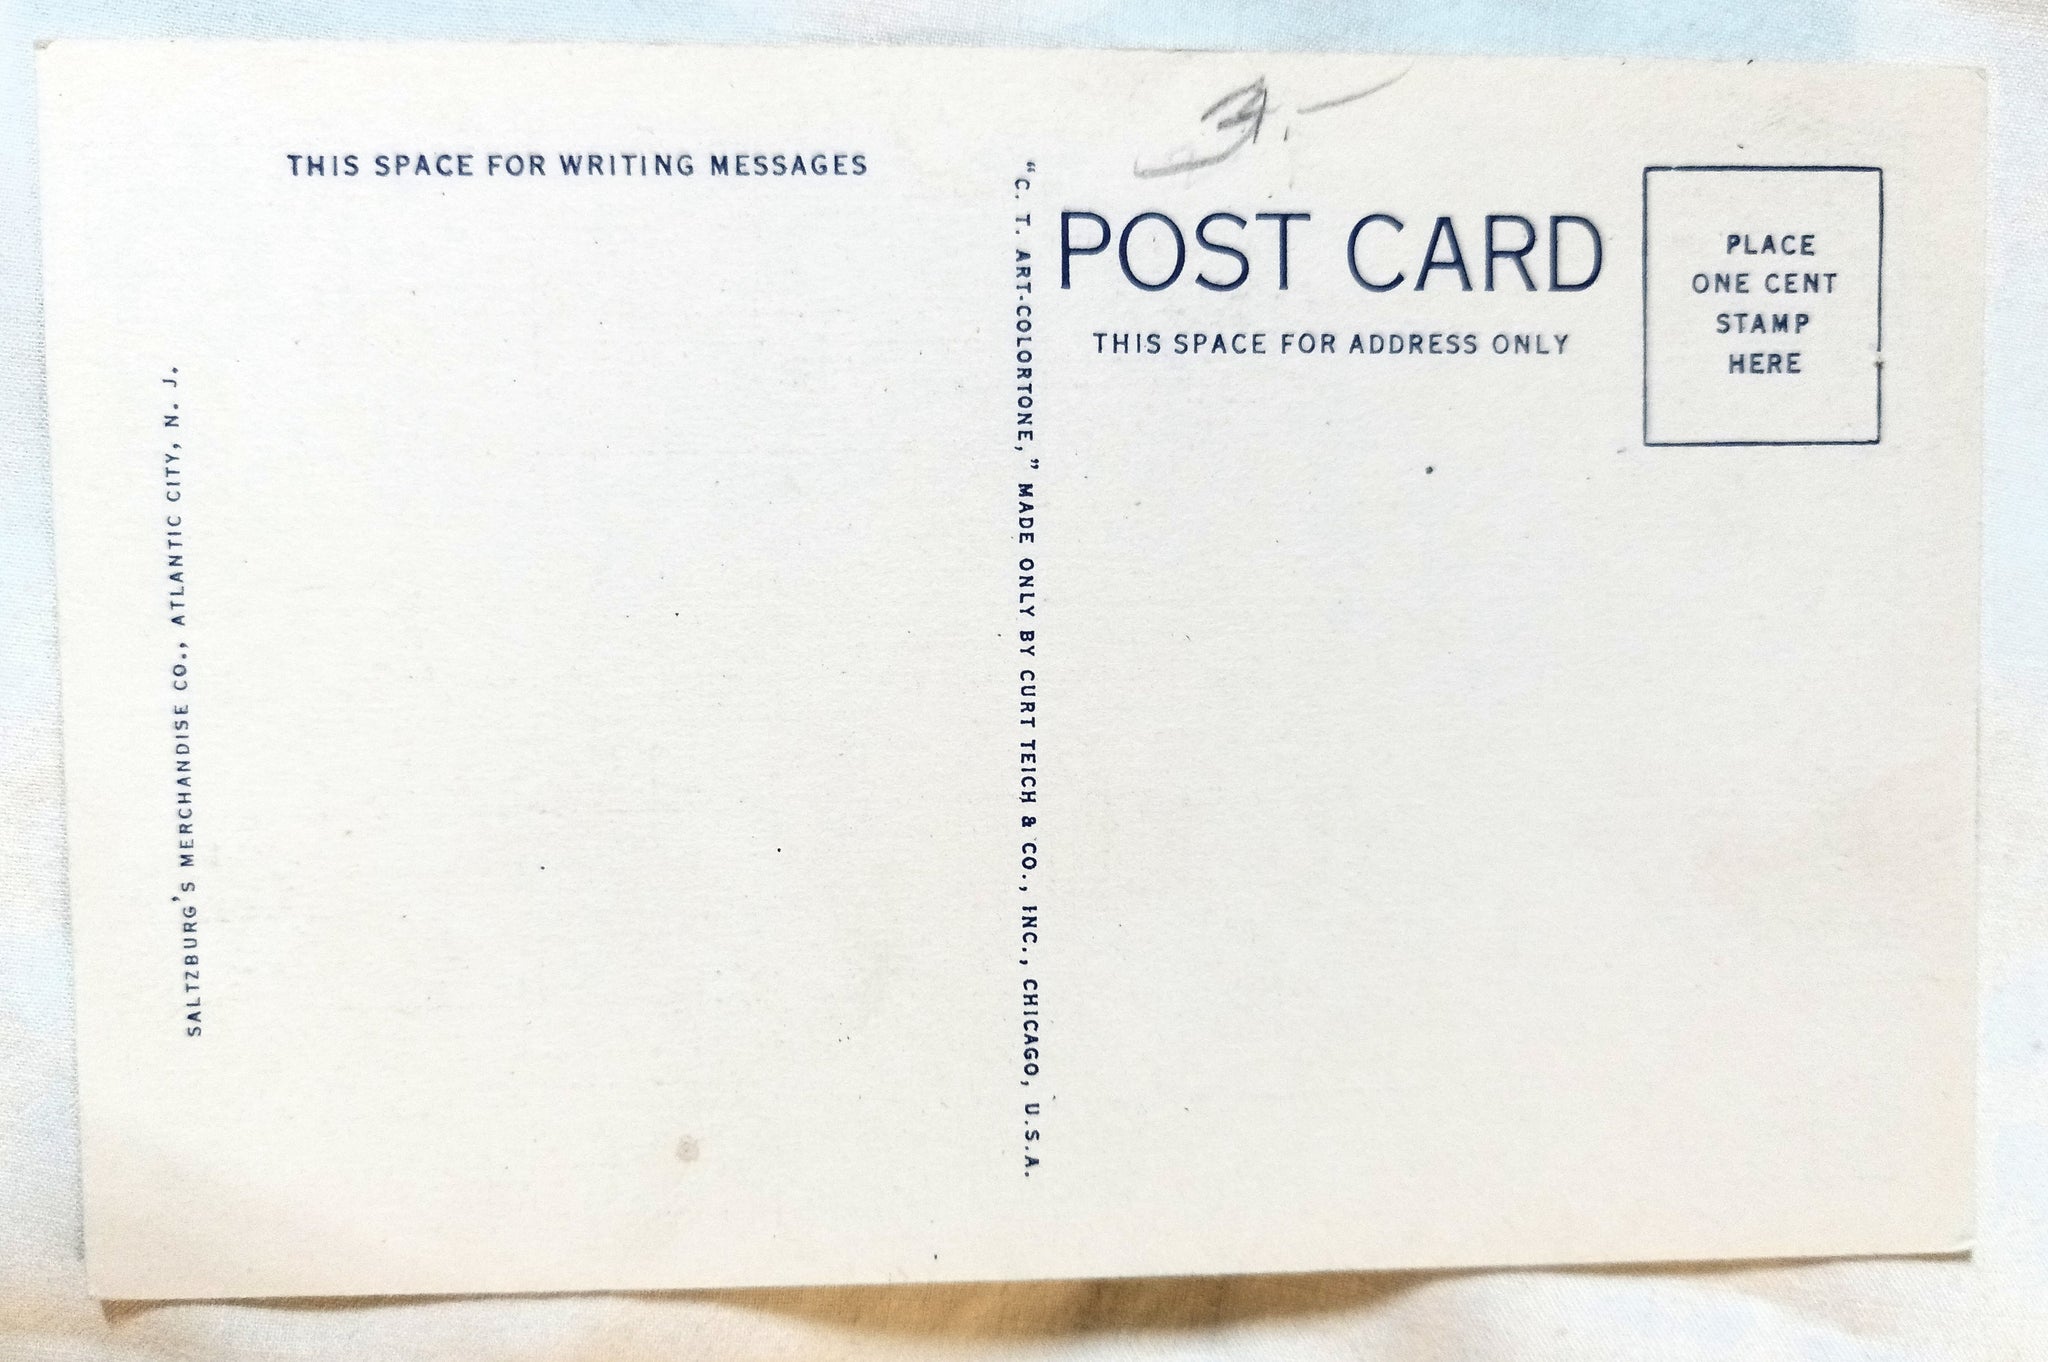 THIS SPACE FOR WRITING MESSAGES
SALTZBURG'S MERCHANDISE CO., ATLANTIC CITY, N. J.
"C. T. ART-COLORTONE," MADE ONLY BY CURT TEICH & CO., INC., CHICAGO, U.S.A.
POST CARD
THIS SPACE FOR ADDRESS ONLY
PLACE
ONE CENT
STAMP
HERE